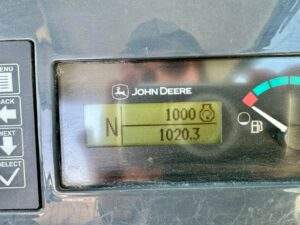 MENU
BACK
NEXT
SELECT
JOHN DEERE
N
1000
1020.3